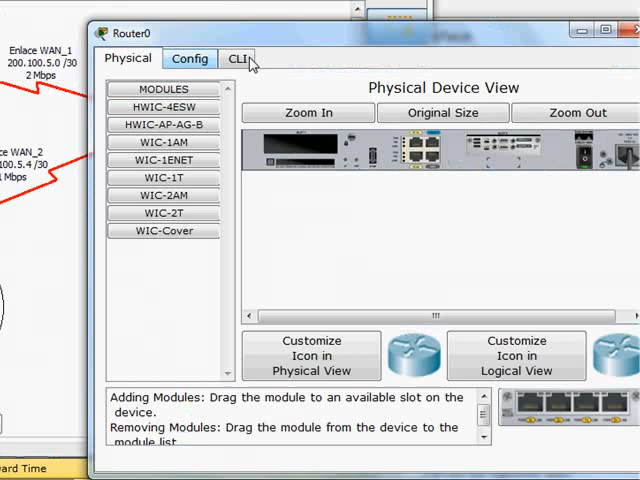 Enlace WAN_1
200.100.5.0 /30
2 Mbps
ce WAN_2
00.100.5.4 /30
1 Mbps
Router0
Physical
Config
CLI
MODULES
HWIC-4ESW
HWIC-AP-AG-B
WIC-1AM
WIC-1ENET
WIC-1T
WIC-2AM
WIC-2T
WIC-Cover
Physical Device View
Zoom In
Original Size
Zoom Out
Customize
Icon in
Physical View
Customize
Icon in
Logical View
Adding Modules: Drag the module to an available slot on the
device.
Removing Modules: Drag the module from the device to the
module list.
ward Time